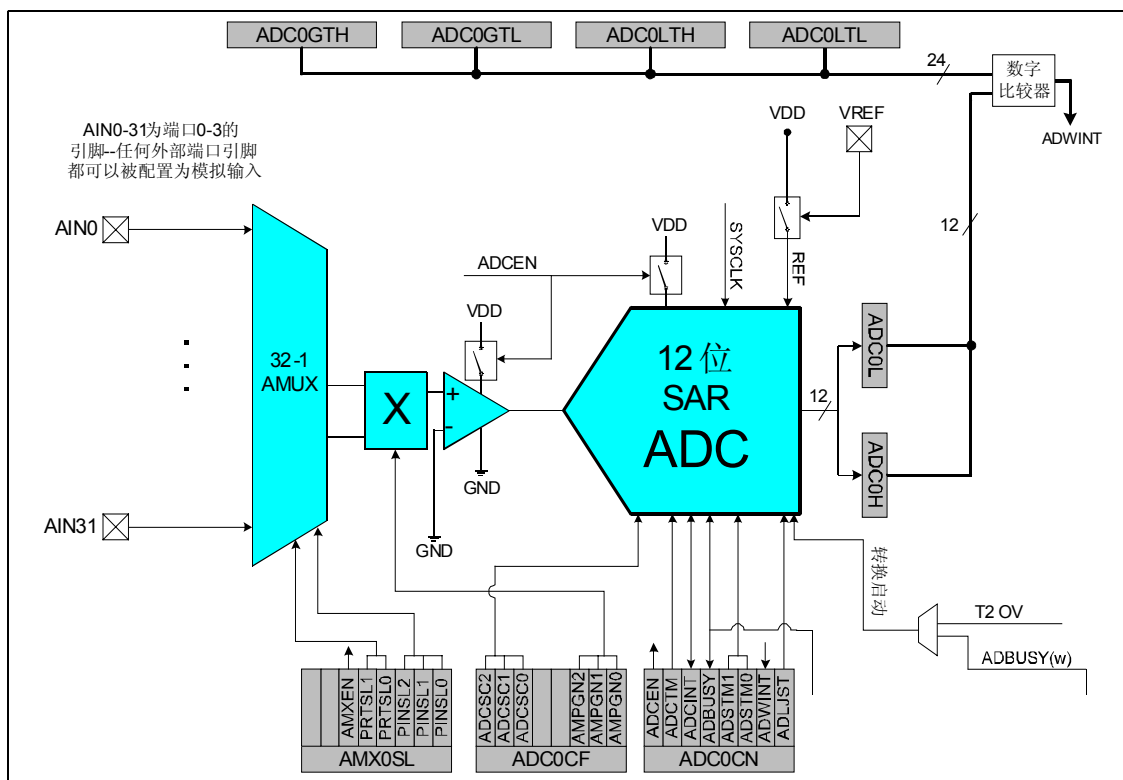 ADC0GTH
ADC0GTL
ADC0LTH
ADC0LTL
24
数字
比较器
ADWINT
VDD
VREF
AIN0-31为端口0-3的
引脚--任何外部端口引脚
都可以被配置为模拟输入
AIN0
12
VDD
SYSCLK
REF
ADCEN
VDD
32-1
AMUX
X
+
-
12位
SAR
ADC
12
ADC0L
ADC0H
GND
GND
AIN31
转换启动
T2 OV
ADBUSY(w)
AMXEN
PRTSL1
PRTSL0
PINSL2
PINSL1
PINSL0
AMX0SL
ADCSC2
ADCSC1
ADCSC0
AMPGN2
AMPGN1
AMPGN0
ADC0CF
ADCEN
ADCTM
ADCINT
ADBUSY
ADSTM1
ADSTM0
ADWINT
ADLJST
ADC0CN